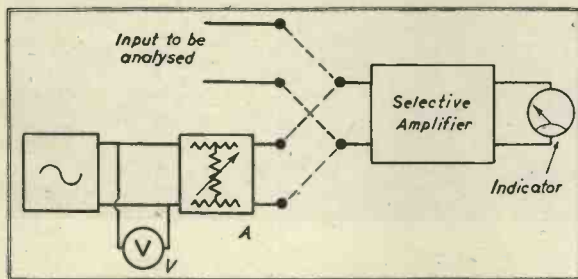 Input to be
analysed
Selective
Amplifier
Indicator
V
V
A